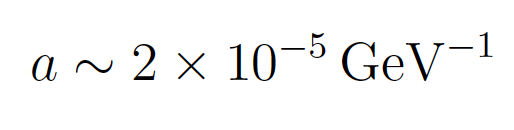 a ∼ 2 × 10⁻⁵ GeV⁻¹